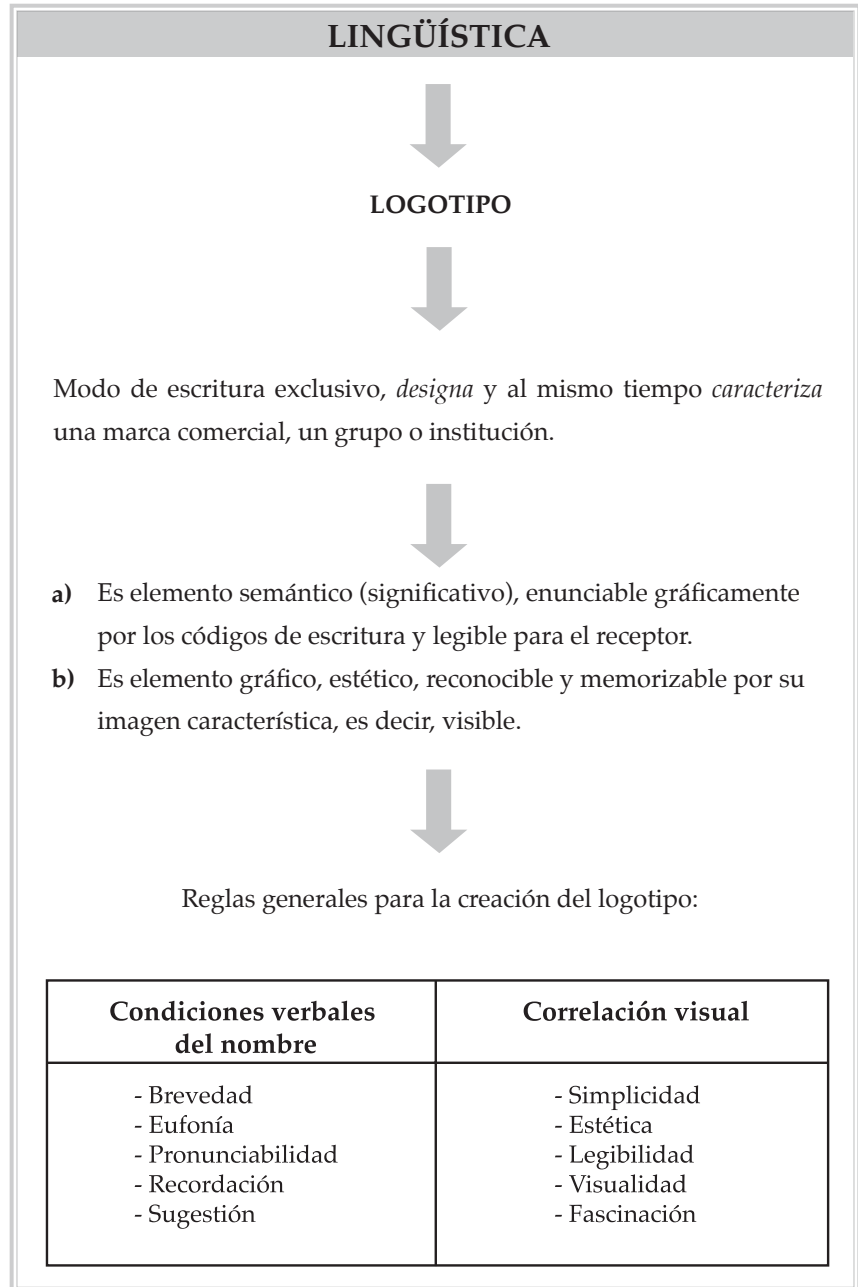 LINGÜÍSTICA
LOGOTIPO
Modo de escritura exclusivo, designa y al mismo tiempo caracteriza
una marca comercial, un grupo o institución.
a) Es elemento semántico (significativo), enunciable gráficamente
por los códigos de escritura y legible para el receptor.
b) Es elemento gráfico, estético, reconocible y memorizable por su
imagen característica, es decir, visible.
Reglas generales para la creación del logotipo:
Condiciones verbales
del nombre
- Brevedad
- Eufonía
- Pronunciabilidad
- Recordación
- Sugestión
Correlación visual
- Simplicidad
- Estética
- Legibilidad
- Visualidad
- Fascinación